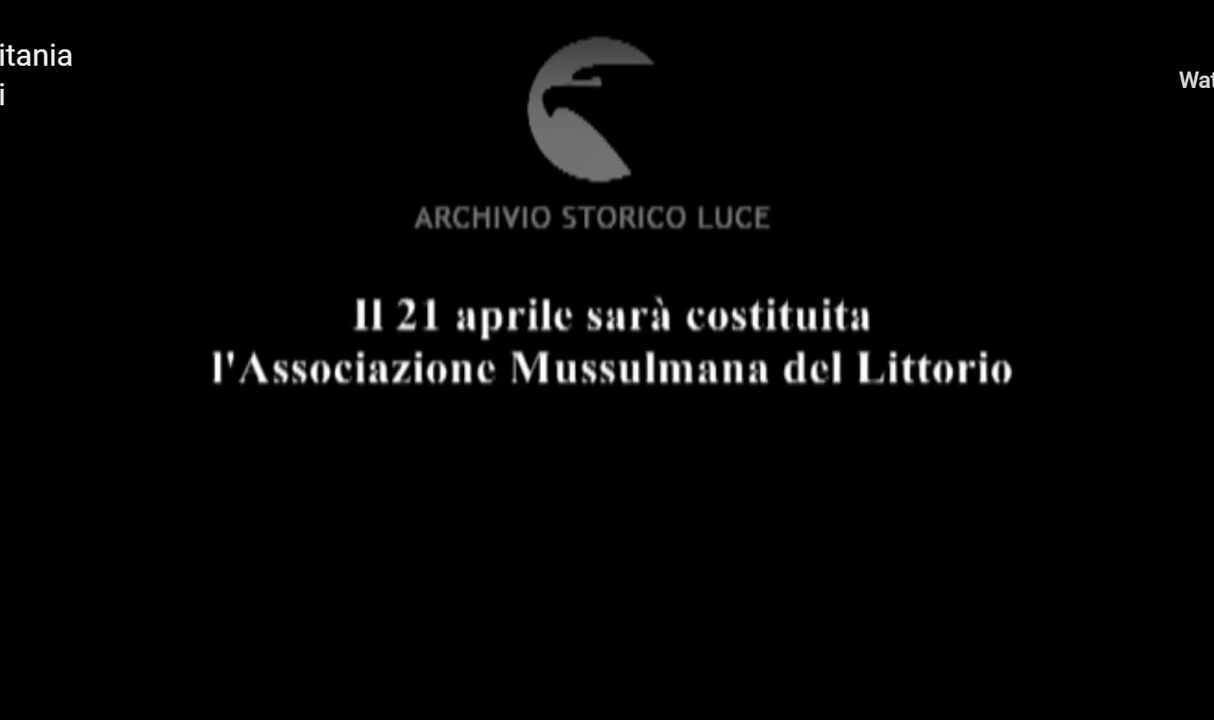 itania
i
Wat
ARCHIVIO STORICO LUCE
Il 21 aprile sarà costituita
l'Associazione Mussulmana del Littorio